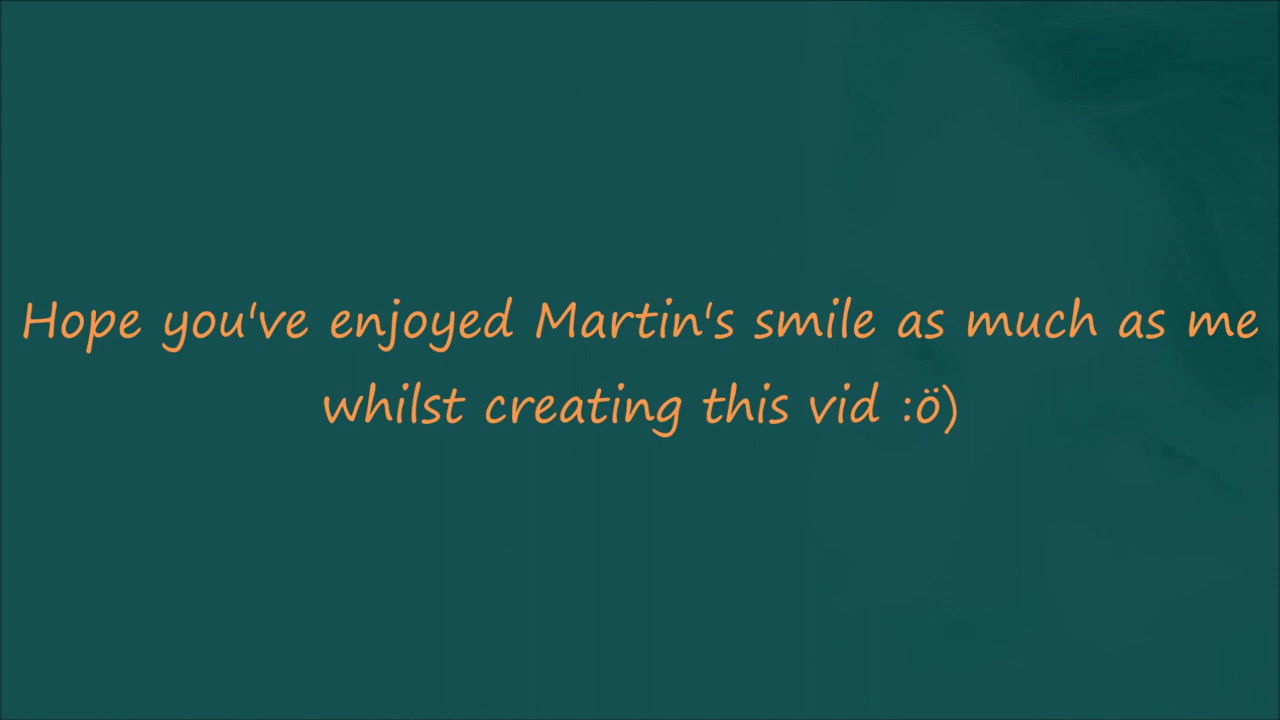 Hope you've enjoyed Martin's smile as much as me
whilst creating this vid :ö)